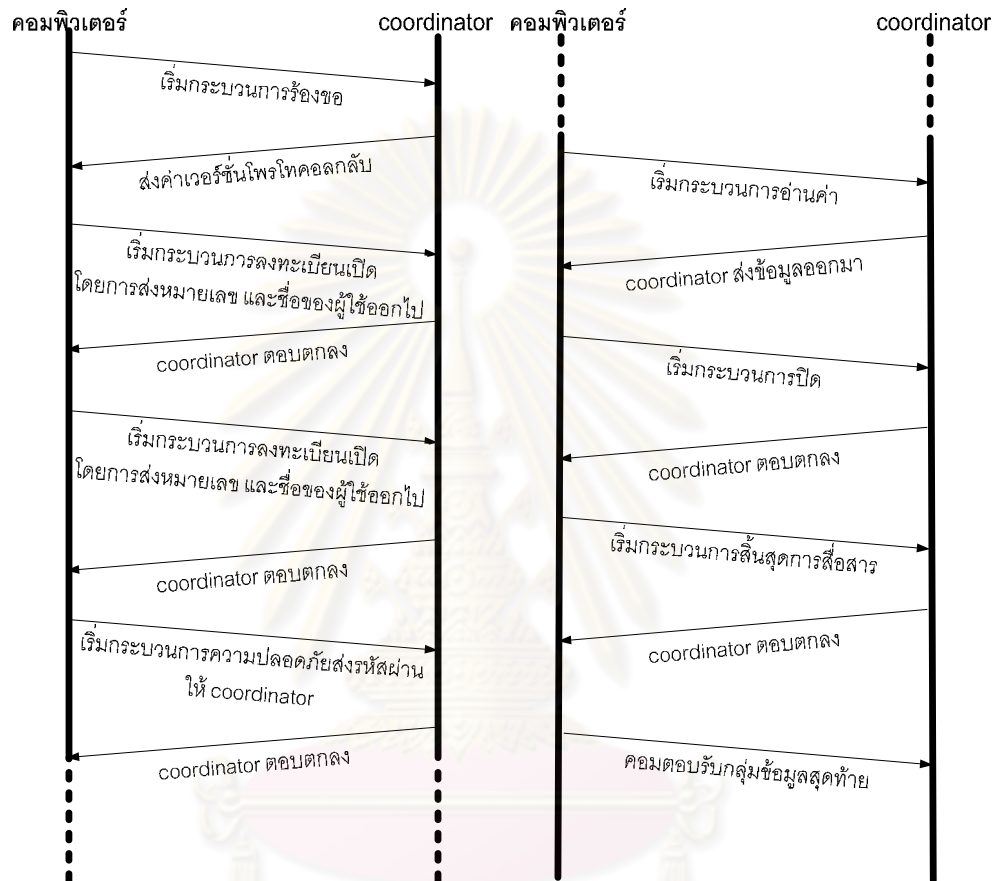 คอมพิวเตอร์
coordinator
เริ่มกระบวนการร้องขอ
ส่งค่าเวอร์ชั่นโพรโทคอลกลับ
เริ่มกระบวนการลงทะเบียนเปิด
โดยการส่งหมายเลข และชื่อของผู้ใช้ออกไป
coordinator ตอบตกลง
เริ่มกระบวนการลงทะเบียนเปิด
โดยการส่งหมายเลข และชื่อของผู้ใช้ออกไป
coordinator ตอบตกลง
เริ่มกระบวนการความปลอดภัยส่งรหัสผ่าน
ให้ coordinator
coordinator ตอบตกลง
คอมพิวเตอร์
coordinator
เริ่มกระบวนการอ่านค่า
coordinator ส่งข้อมูลออกมา
เริ่มกระบวนการปิด
coordinator ตอบตกลง
เริ่มกระบวนการสิ้นสุดการสื่อสาร
coordinator ตอบตกลง
คอมตอบรับกลุ่มข้อมูลสุดท้าย